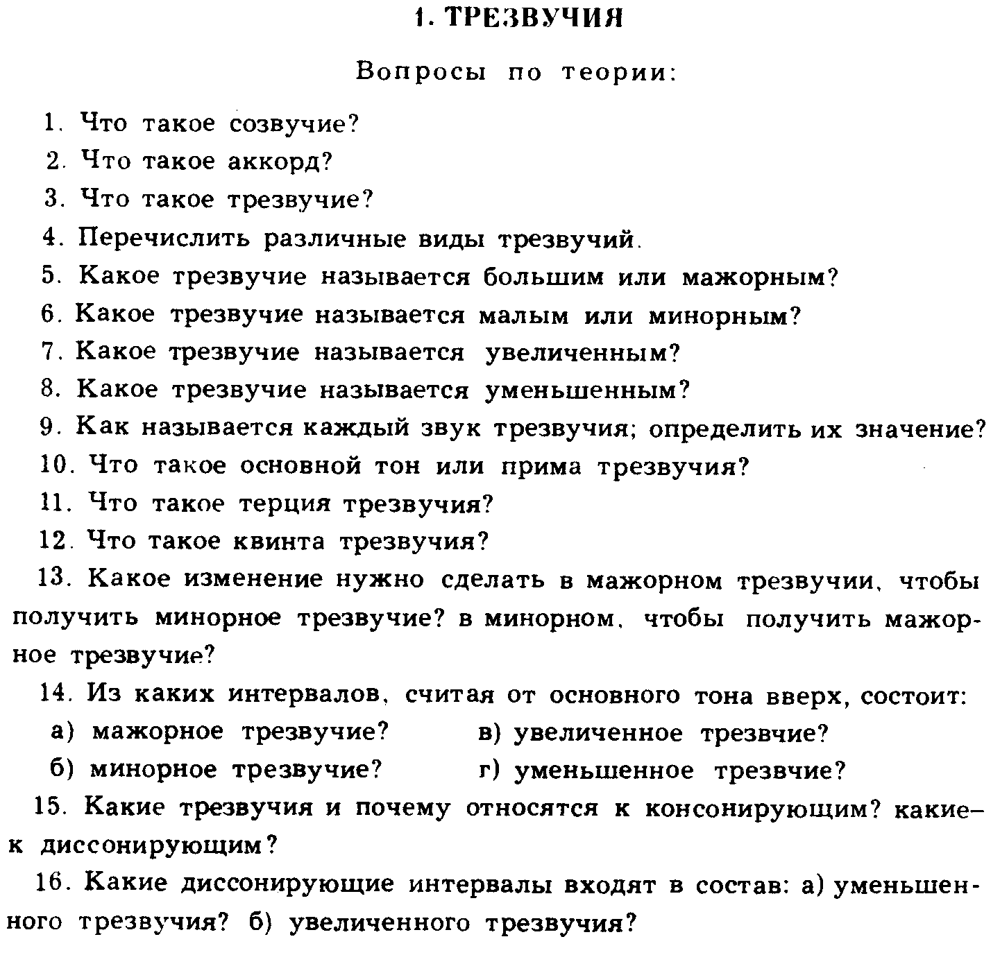 1. ТРЕЗВУЧИЯ
Вопросы по теории:
1. Что такое созвучие?
2. Что такое аккорд?
3. Что такое трезвучие?
4. Перечислить различные виды трезвучий.
5. Какое трезвучие называется большим или мажорным?
6. Какое трезвучие называется малым или минорным?
7. Какое трезвучие называется увеличенным?
8. Какое трезвучие называется уменьшенным?
9. Как называется каждый звук трезвучия; определить их значение?
10. Что такое основной тон или прима трезвучия?
11. Что такое терция трезвучия?
12. Что такое квинта трезвучия?
13. Какое изменение нужно сделать в мажорном трезвучии, чтобы
получить минорное трезвучие? в минорном, чтобы получить мажор-
ное трезвучие?
14. Из каких интервалов, считая от основного тона вверх, состоит:
а) мажорное трезвучие? в) увеличенное трезвчие?
б) минорное трезвучие? г) уменьшенное трезвчие?
15. Какие трезвучия и почему относятся к консонирующим? какие–
к диссонирующим?
16. Какие диссонирующие интервалы входят в состав: а) уменьшен-
ного трезвучия? б) увеличенного трезвучия?